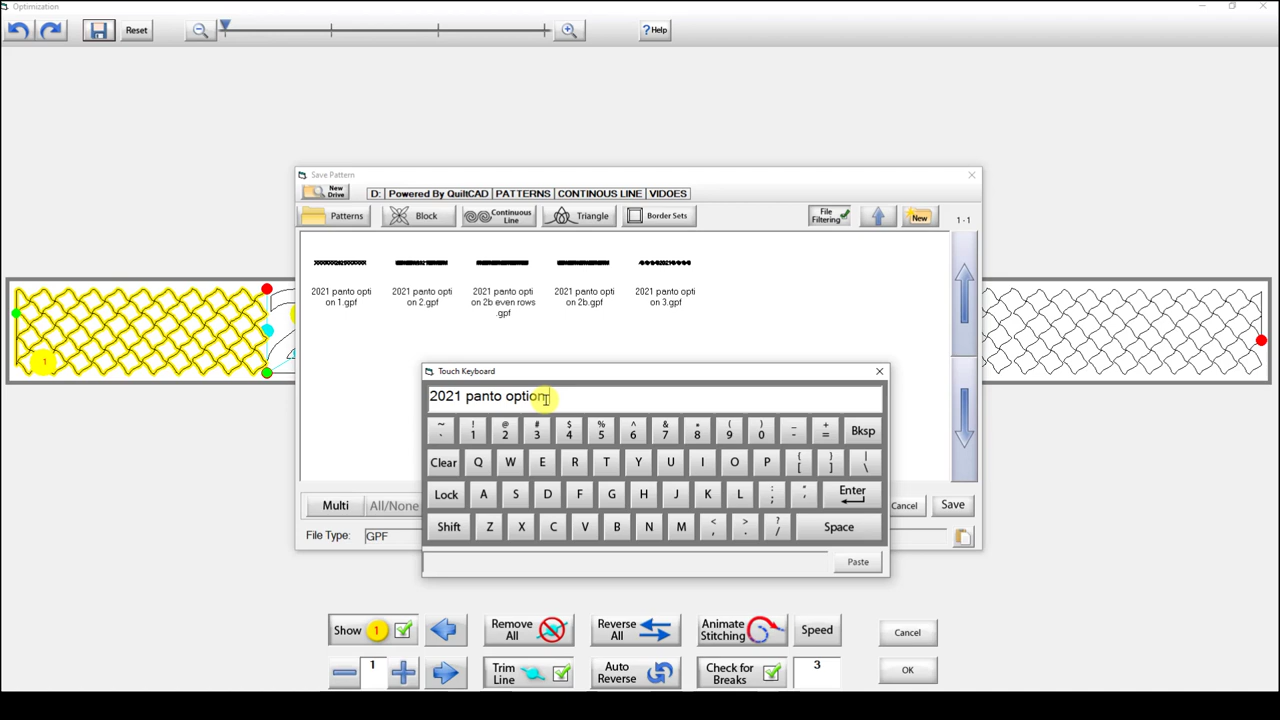 Optimization
Reset
?Help
Save Pattern
New Drive
D: Powered By QuiltCAD PATTERNS CONTINOUS LINE VIDOES
Patterns
Block
Continuous Line
Triangle
Border Sets
File Filtering
New
1 - 1
2021 panto opti
on 1.gpf
2021 panto opti
on 2.gpf
2021 panto opti
on 2b even rows
.gpf
2021 panto opti
on 2b.gpf
2021 panto opti
on 3.gpf
1
Touch Keyboard
2021 panto option
~ ! @ # $ % ^ & * ( ) _ +
` 1 2 3 4 5 6 7 8 9 0 - = Bksp
Clear Q W E R T Y U I O P { [ } ] | \
Lock A S D F G H J K L : ; " ' Enter
Shift Z X C V B N M < , > . ? / Space
Paste
Multi
All/None
Cancel
Save
File Type:
GPF
Show 1
Remove All
Reverse All
Animate Stitching
Speed
Cancel
1
Trim Line
Auto Reverse
Check for Breaks
3
OK